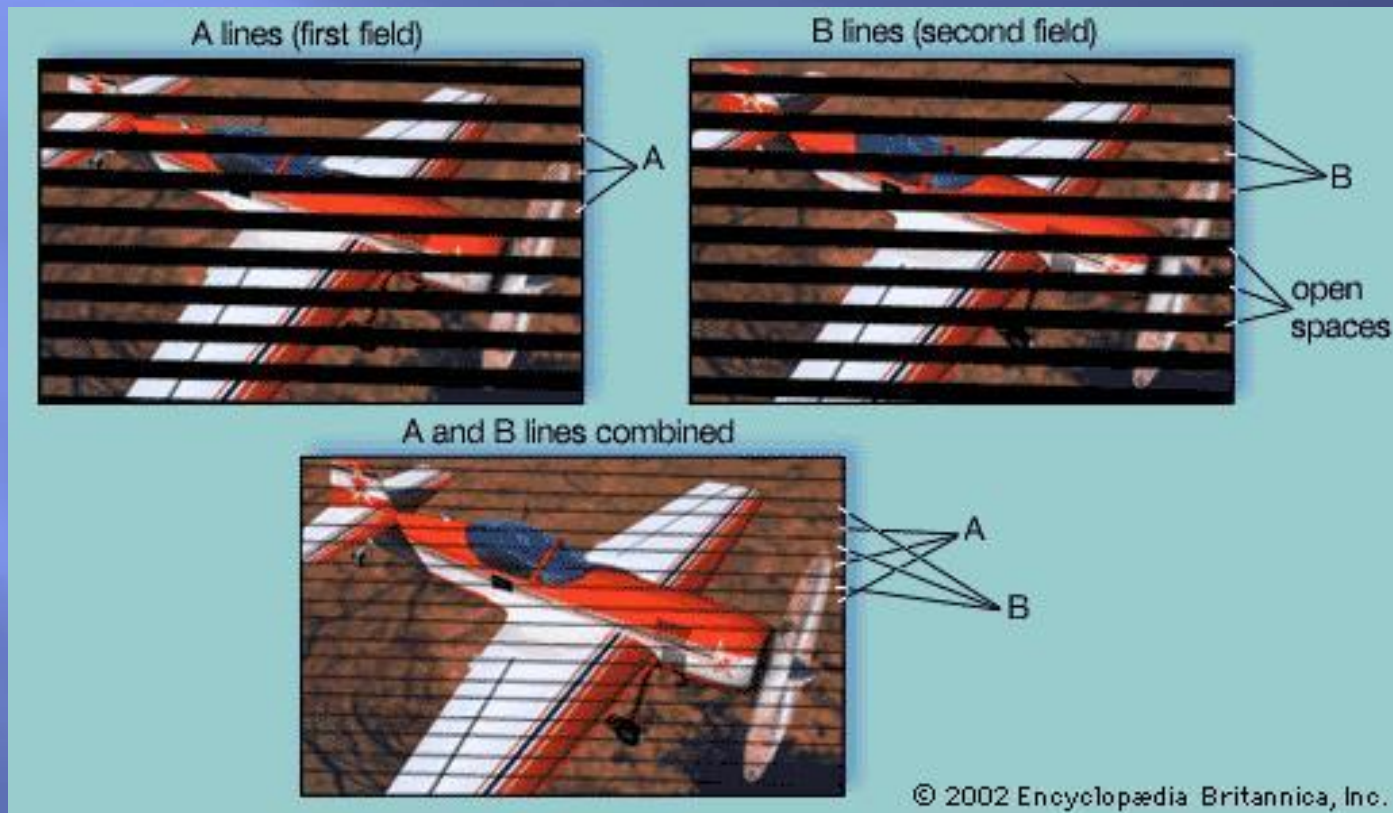 A lines (first field)
B lines (second field)
A
B
open
spaces
A and B lines combined
A
B
© 2002 Encyclopædia Britannica, Inc.